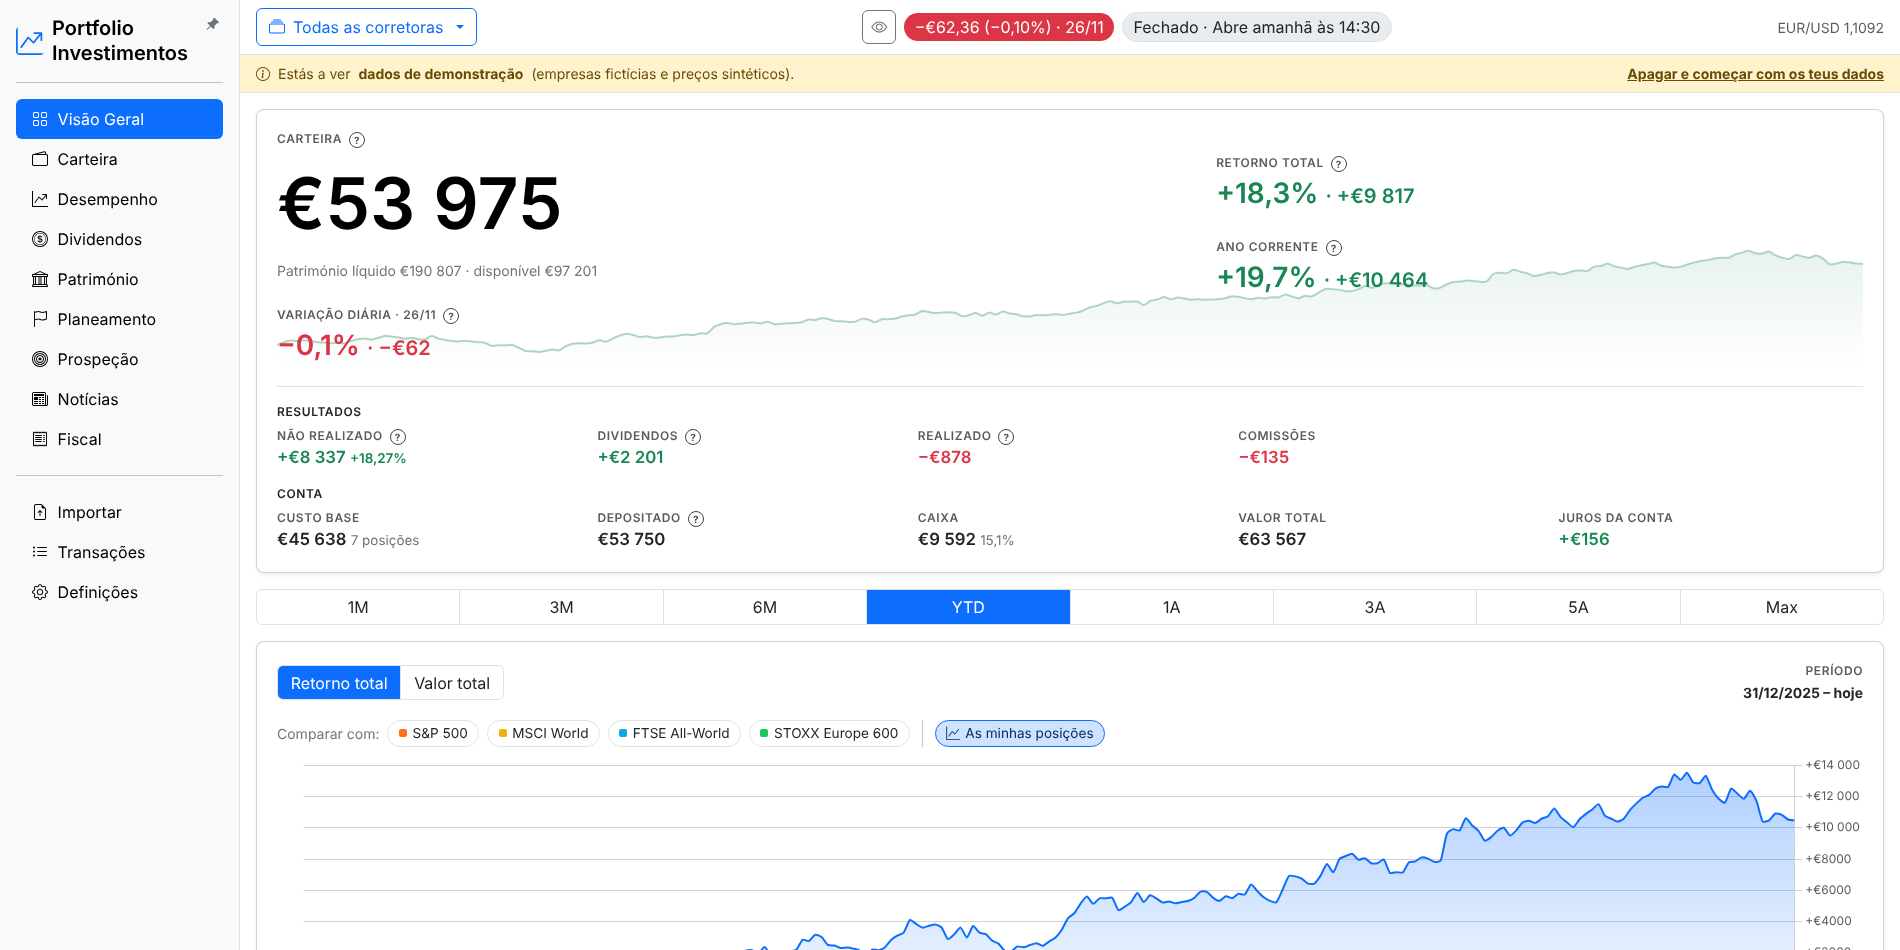 Portfolio
Investimentos
Visão Geral
Carteira
Desempenho
Dividendos
Património
Planeamento
Prospeção
Notícias
Fiscal
Importar
Transações
Definições
Todas as corretoras
−€62,36 (−0,10%) · 26/11
Fechado · Abre amanhã às 14:30
EUR/USD 1,1092
Estás a ver dados de demonstração (empresas fictícias e preços sintéticos).
Apagar e começar com os teus dados
CARTEIRA ?
€53 975
Património líquido €190 807 · disponível €97 201
VARIAÇÃO DIÁRIA · 26/11 ?
−0,1% · −€62
RETORNO TOTAL ?
+18,3% · +€9 817
ANO CORRENTE ?
+19,7% · +€10 464
RESULTADOS
NÃO REALIZADO ?
+€8 337 +18,27%
DIVIDENDOS ?
+€2 201
REALIZADO ?
−€878
COMISSÕES
−€135
CONTA
CUSTO BASE
€45 638 7 posições
DEPOSITADO ?
€53 750
CAIXA
€9 592 15,1%
VALOR TOTAL
€63 567
JUROS DA CONTA
+€156
1M 3M 6M YTD 1A 3A 5A Max
Retorno total Valor total
PERÍODO
31/12/2025 – hoje
Comparar com: S&P 500 MSCI World FTSE All-World STOXX Europe 600 As minhas posições
+€14 000
+€12 000
+€10 000
+€8000
+€6000
+€4000